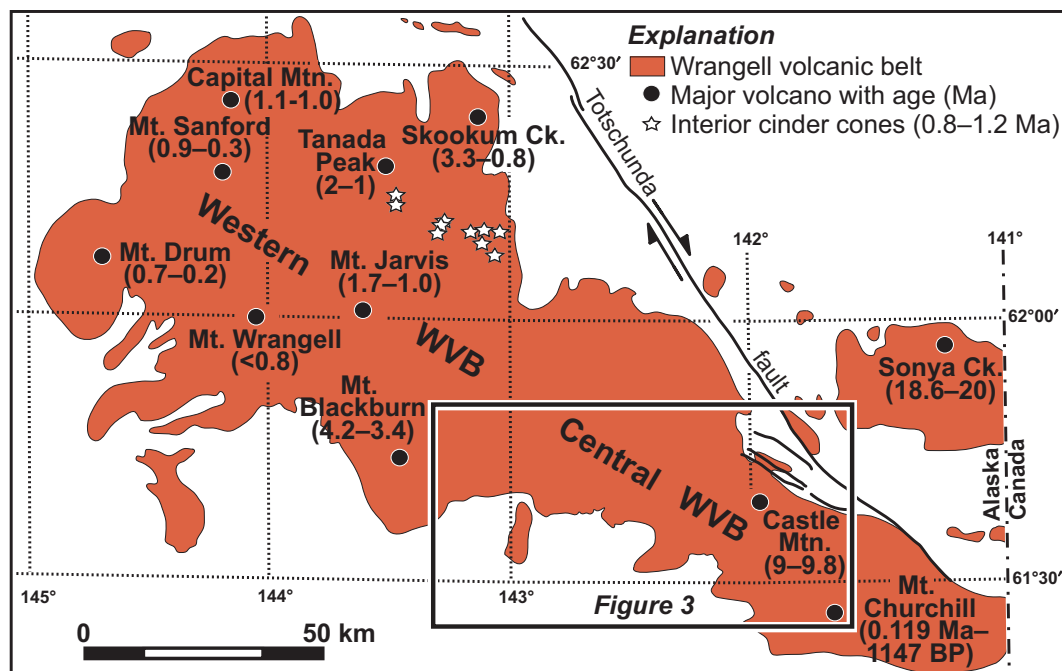 Explanation
Wrangell volcanic belt
Major volcano with age (Ma)
Interior cinder cones (0.8–1.2 Ma)
62°30′
Capital Mtn.
(1.1-1.0)
Mt. Sanford
(0.9–0.3)
Tanada
Peak
(2–1)
Skookum Ck.
(3.3–0.8)
Totschunda
fault
Western
WVB
Mt. Drum
(0.7–0.2)
Mt. Jarvis
(1.7–1.0)
142°
141°
62°00′
Mt. Wrangell
(<0.8)
Sonya Ck.
(18.6–20)
Mt.
Blackburn
(4.2–3.4)
Central
WVB
Alaska
Canada
Castle
Mtn.
(9–9.8)
61°30′
145°
144°
143°
Figure 3
Mt.
Churchill
(0.119 Ma–
1147 BP)
0
50 km